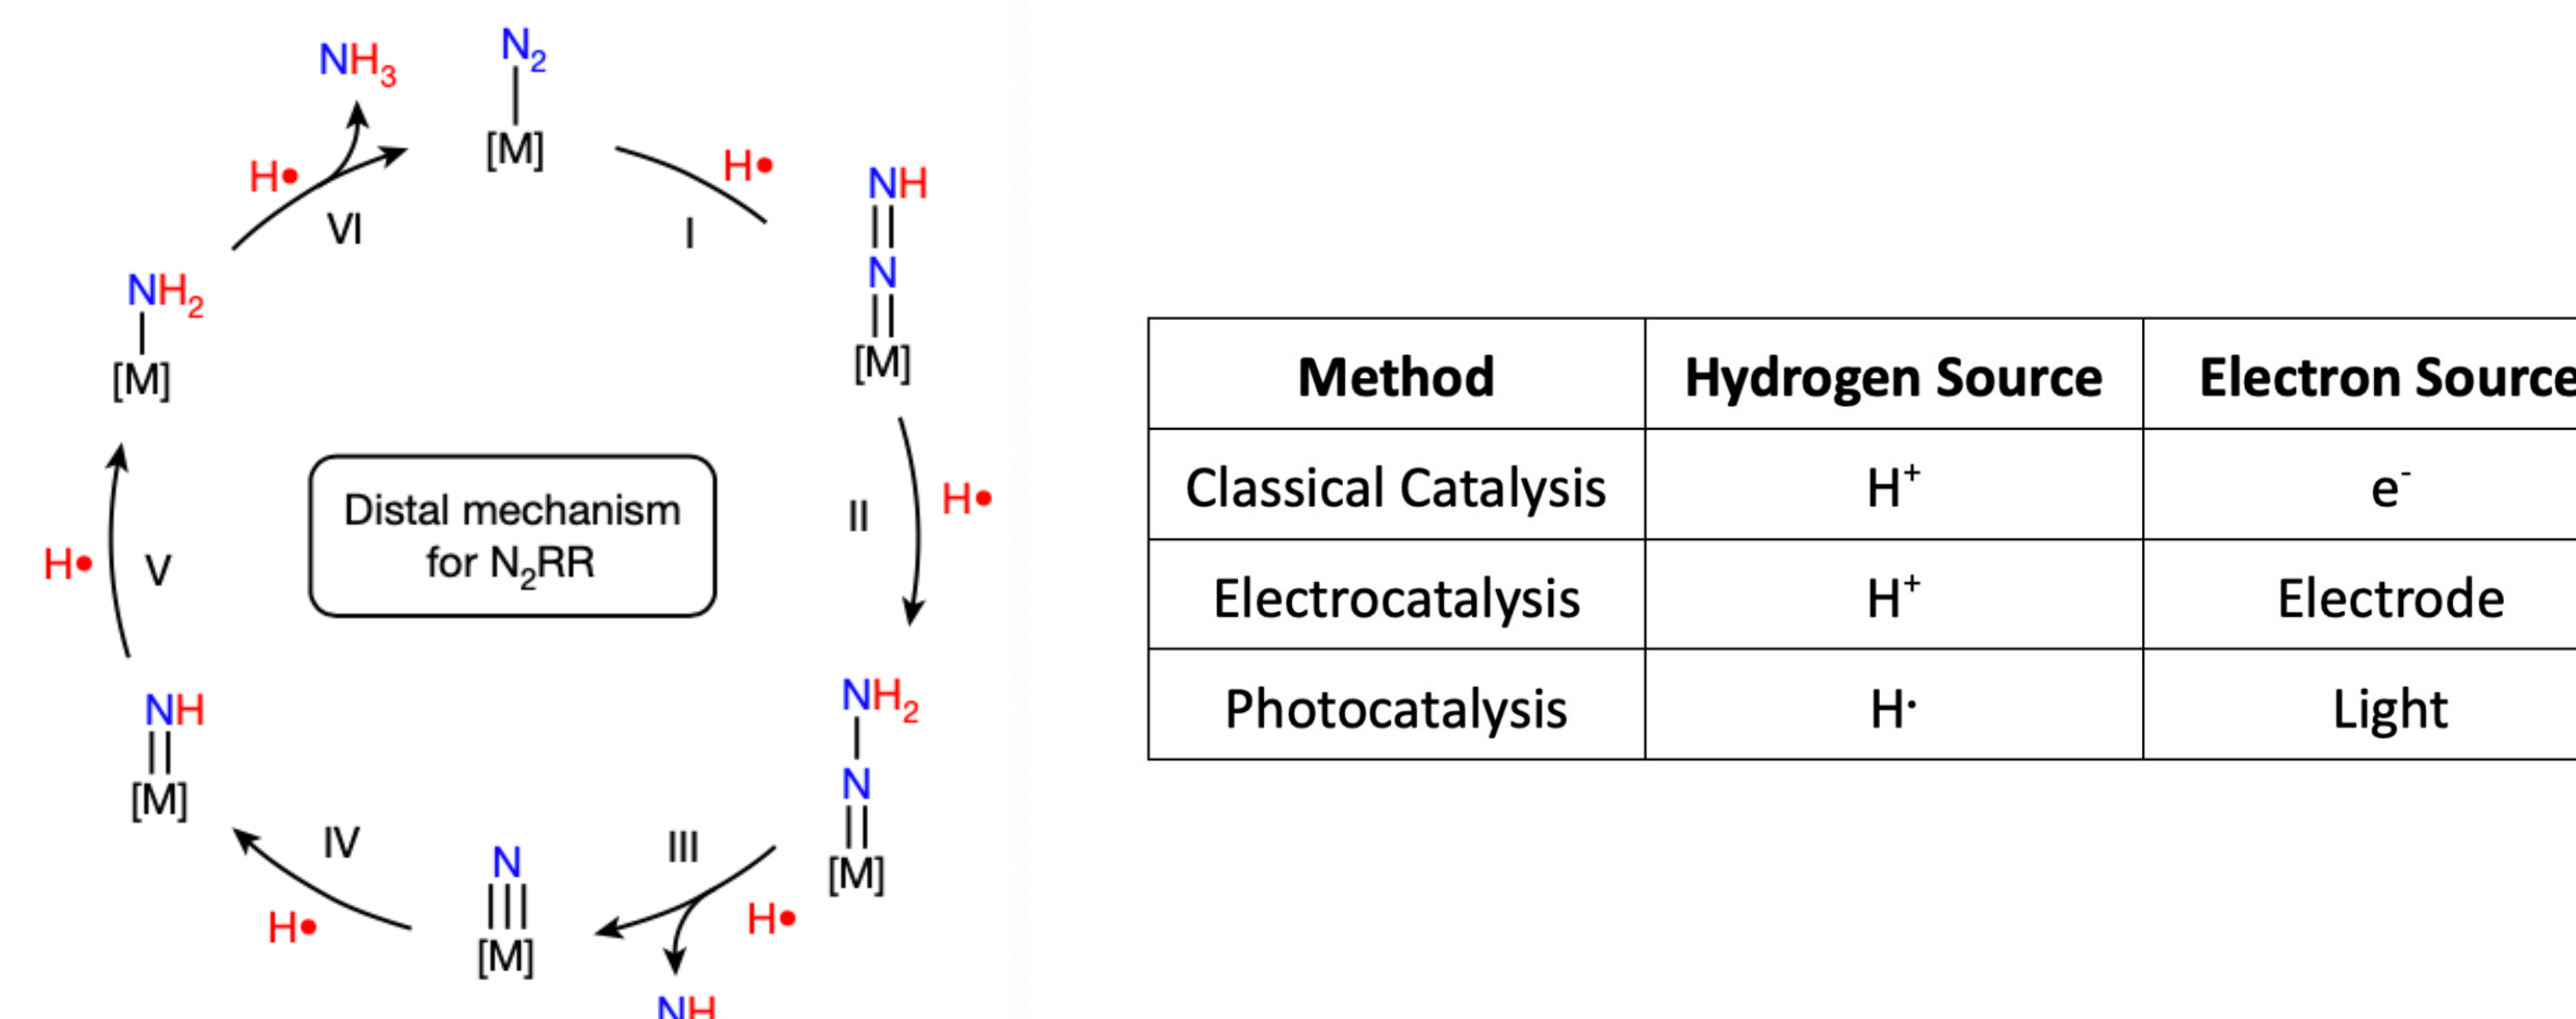 NH₃
N₂
[M]
H•
VI
H•
I
NH
N
[M]
NH₂
[M]
Distal mechanism
for N₂RR
H•
V
II
H•
NH
[M]
NH₂
N
[M]
IV
H•
N
[M]
III
H•
NH
Method Hydrogen Source Electron Source
Classical Catalysis H⁺ e⁻
Electrocatalysis H⁺ Electrode
Photocatalysis H· Light